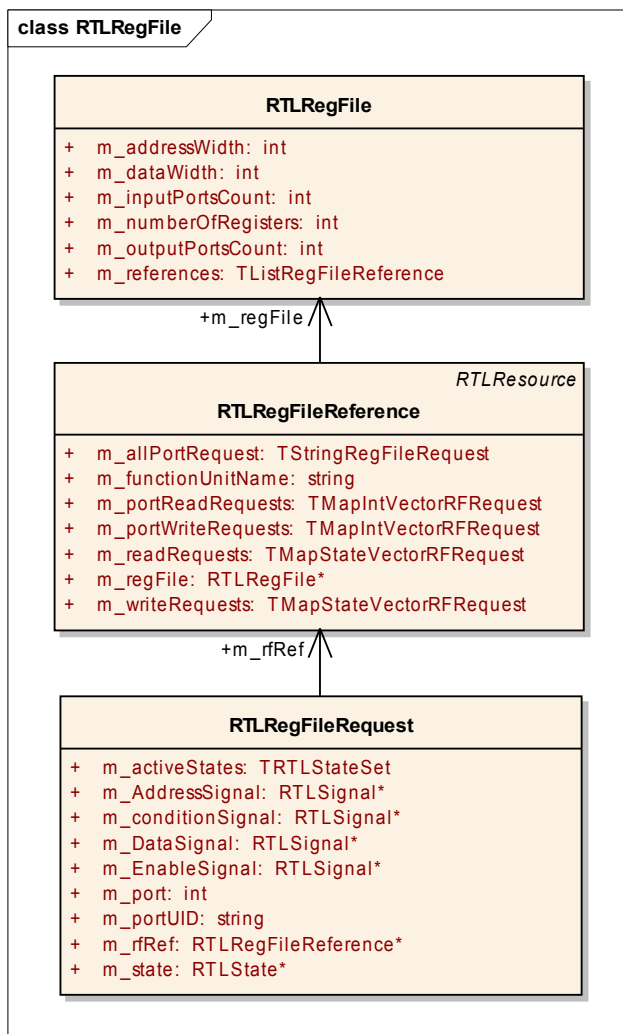 class RTLRegFile
RTLRegFile
+ m_addressWidth: int
+ m_dataWidth: int
+ m_inputPortsCount: int
+ m_numberOfRegisters: int
+ m_outputPortsCount: int
+ m_references: TListRegFileReference
+m_regFile
RTLResource
RTLRegFileReference
+ m_allPortRequest: TStringRegFileRequest
+ m_functionUnitName: string
+ m_portReadRequests: TMapIntVectorRFRequest
+ m_portWriteRequests: TMapIntVectorRFRequest
+ m_readRequests: TMapStateVectorRFRequest
+ m_regFile: RTLRegFile*
+ m_writeRequests: TMapStateVectorRFRequest
+m_rfRef
RTLRegFileRequest
+ m_activeStates: TRTLStateSet
+ m_AddressSignal: RTLSignal*
+ m_conditionSignal: RTLSignal*
+ m_DataSignal: RTLSignal*
+ m_EnableSignal: RTLSignal*
+ m_port: int
+ m_portUID: string
+ m_rfRef: RTLRegFileReference*
+ m_state: RTLState*